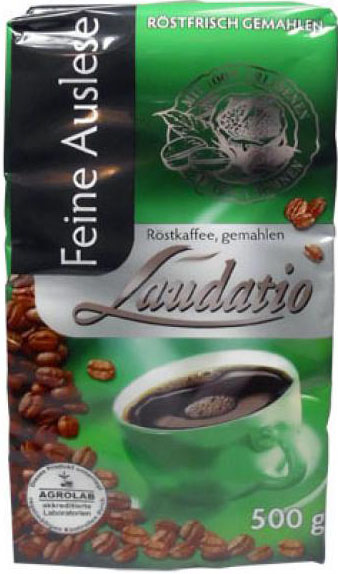 RÖSTFRISCH GEMAHLEN
Feine Auslese
Röstkaffee, gemahlen
Laudatio
AGROLAB
akkreditierte
Laboratorien
500 g